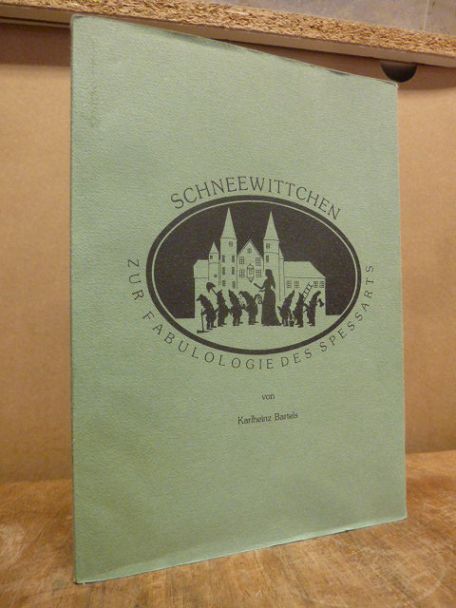 SCHNEEWITTCHEN
ZUR FABULOLOGIE DES SPESSARTS
von
Karlheinz Bartels